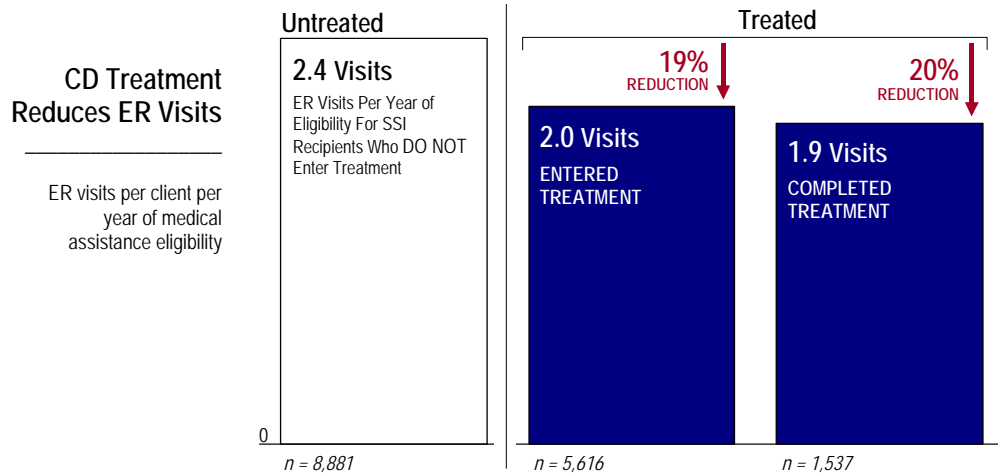 CD Treatment
Reduces ER Visits
ER visits per client per
year of medical
assistance eligibility
Untreated
2.4 Visits
ER Visits Per Year of
Eligibility For SSI
Recipients Who DO NOT
Enter Treatment
0
n = 8,881
Treated
19%
REDUCTION
2.0 Visits
ENTERED
TREATMENT
n = 5,616
20%
REDUCTION
1.9 Visits
COMPLETED
TREATMENT
n = 1,537